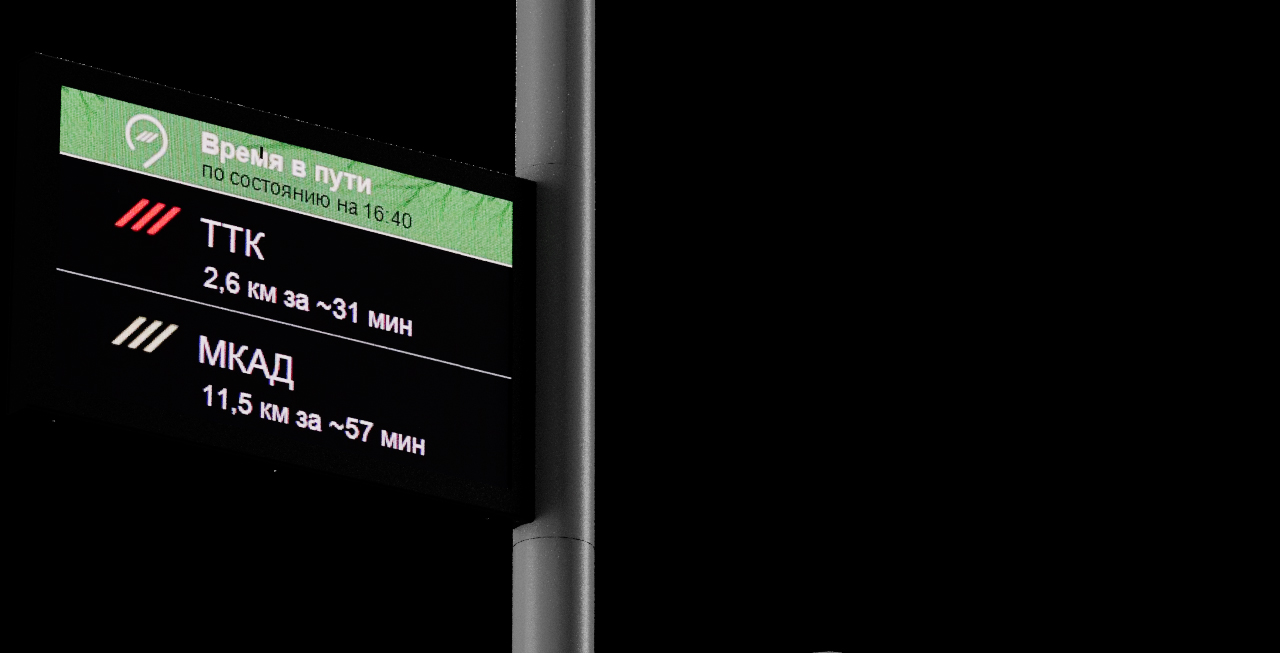 Время в пути
по состоянию на 16:40
ТТК
2,6 км за ~31 мин
МКАД
11,5 км за ~57 мин